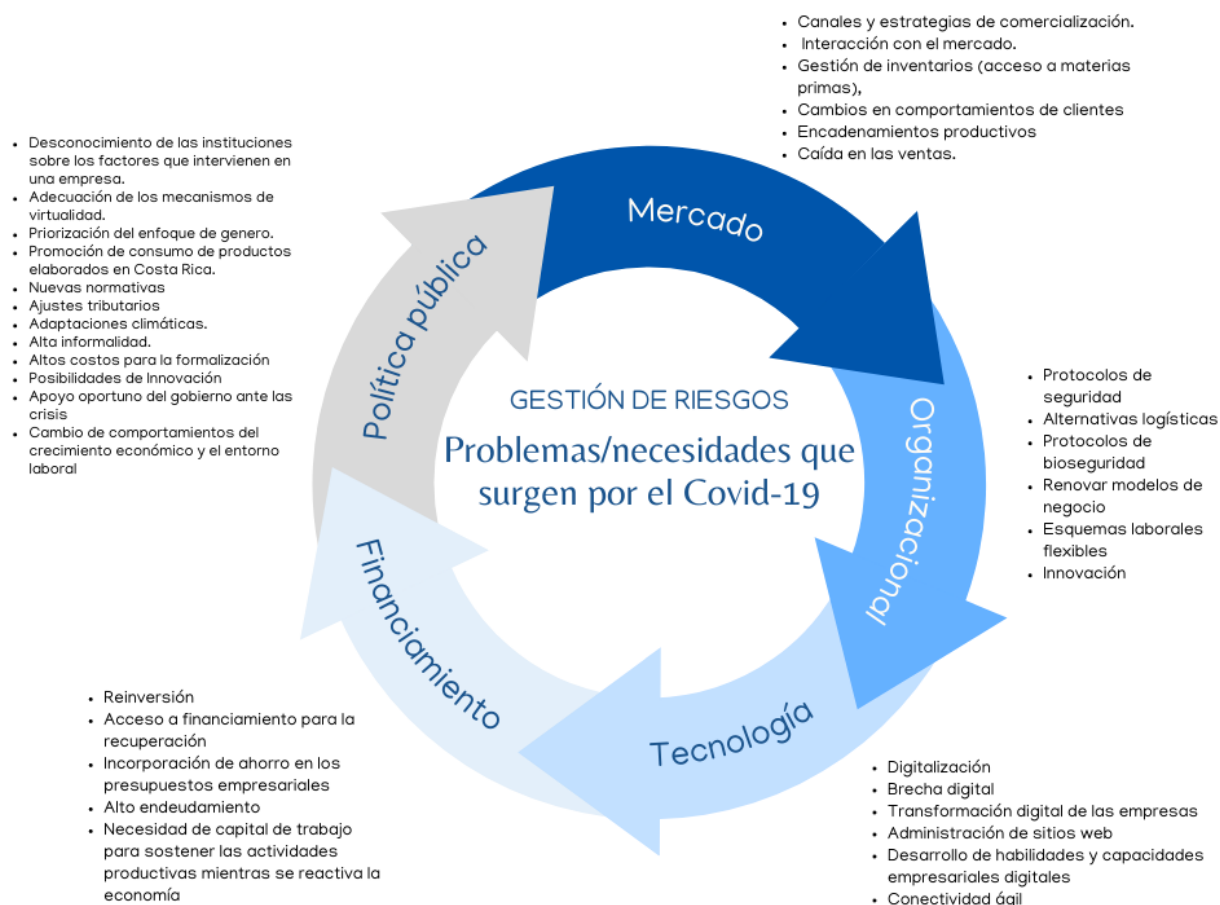 • Canales y estrategias de comercialización.
• Interacción con el mercado.
• Gestión de inventarios (acceso a materias
primas),
• Cambios en comportamientos de clientes
• Encadenamientos productivos
• Caída en las ventas.
• Desconocimiento de las instituciones
sobre los factores que intervienen en
una empresa.
• Adecuación de los mecanismos de
virtualidad.
• Priorización del enfoque de genero.
• Promoción de consumo de productos
elaborados en Costa Rica.
• Nuevas normativas
• Ajustes tributarios
• Adaptaciones climáticas.
• Alta informalidad.
• Altos costos para la formalización
• Posibilidades de Innovación
• Apoyo oportuno del gobierno ante las
crisis
• Cambio de comportamientos del
crecimiento económico y el entorno
laboral
Mercado
Política pública
GESTIÓN DE RIESGOS
Problemas/necesidades que
surgen por el Covid-19
Organizacional
• Protocolos de
seguridad
• Alternativas logísticas
• Protocolos de
bioseguridad
• Renovar modelos de
negocio
• Esquemas laborales
flexibles
• Innovación
Financiamiento
Tecnología
• Reinversión
• Acceso a financiamiento para la
recuperación
• Incorporación de ahorro en los
presupuestos empresariales
• Alto endeudamiento
• Necesidad de capital de trabajo
para sostener las actividades
productivas mientras se reactiva la
economía
• Digitalización
• Brecha digital
• Transformación digital de las empresas
• Administración de sitios web
• Desarrollo de habilidades y capacidades
empresariales digitales
• Conectividad ágil